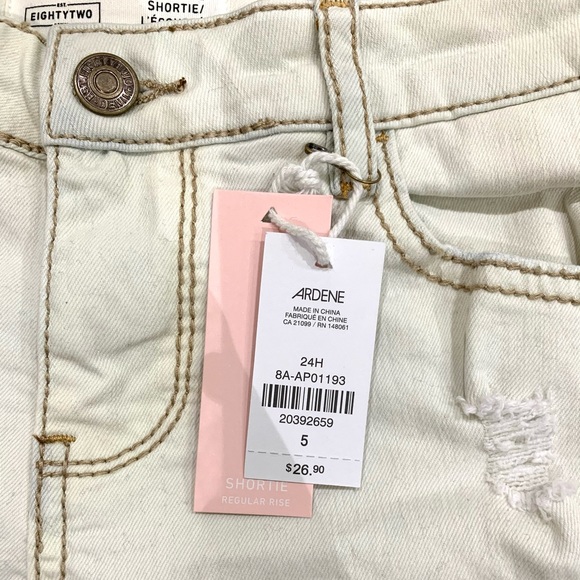 EST.
EIGHTYTWO
SHORTIE/
ARDENE
MADE IN CHINA
FABRIQUÉ EN CHINE
CA 21099 / RN 148061
24H
8A-AP01193
20392659
5
$26.90
SHORTIE
REGULAR RISE